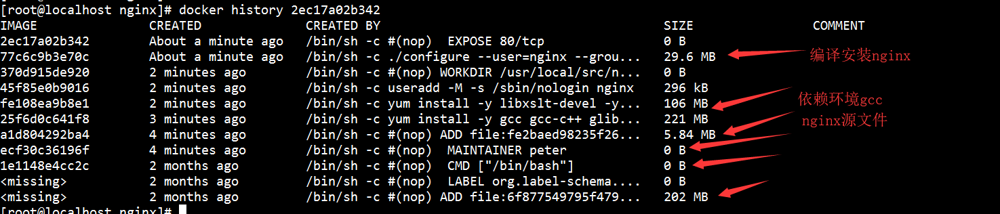 [root@localhost nginx]# docker history 2ec17a02b342
IMAGE CREATED CREATED BY SIZE COMMENT
2ec17a02b342 About a minute ago /bin/sh -c #(nop) EXPOSE 80/tcp 0 B
77c6c9b3e70c About a minute ago /bin/sh -c ./configure --user=nginx --grou... 29.6 MB 编译安装nginx
370d915de920 2 minutes ago /bin/sh -c #(nop) WORKDIR /usr/local/src/n... 0 B
45f85e0b9016 2 minutes ago /bin/sh -c useradd -M -s /sbin/nologin nginx 296 kB
fe108ea9b8e1 2 minutes ago /bin/sh -c yum install -y libxslt-devel -y... 106 MB 依赖环境gcc
25f6d0c641f8 3 minutes ago /bin/sh -c yum install -y gcc gcc-c++ glib... 221 MB nginx源文件
a1d804292ba4 4 minutes ago /bin/sh -c #(nop) ADD file:fe2baed98235f26... 5.84 MB
ecf30c36196f 4 minutes ago /bin/sh -c #(nop) MAINTAINER peter 0 B
1e1148e4cc2c 2 months ago /bin/sh -c #(nop) CMD ["/bin/bash"] 0 B
<missing> 2 months ago /bin/sh -c #(nop) LABEL org.label-schema.... 0 B
<missing> 2 months ago /bin/sh -c #(nop) ADD file:6f877549795f479... 202 MB
[root@localhost nginx]#